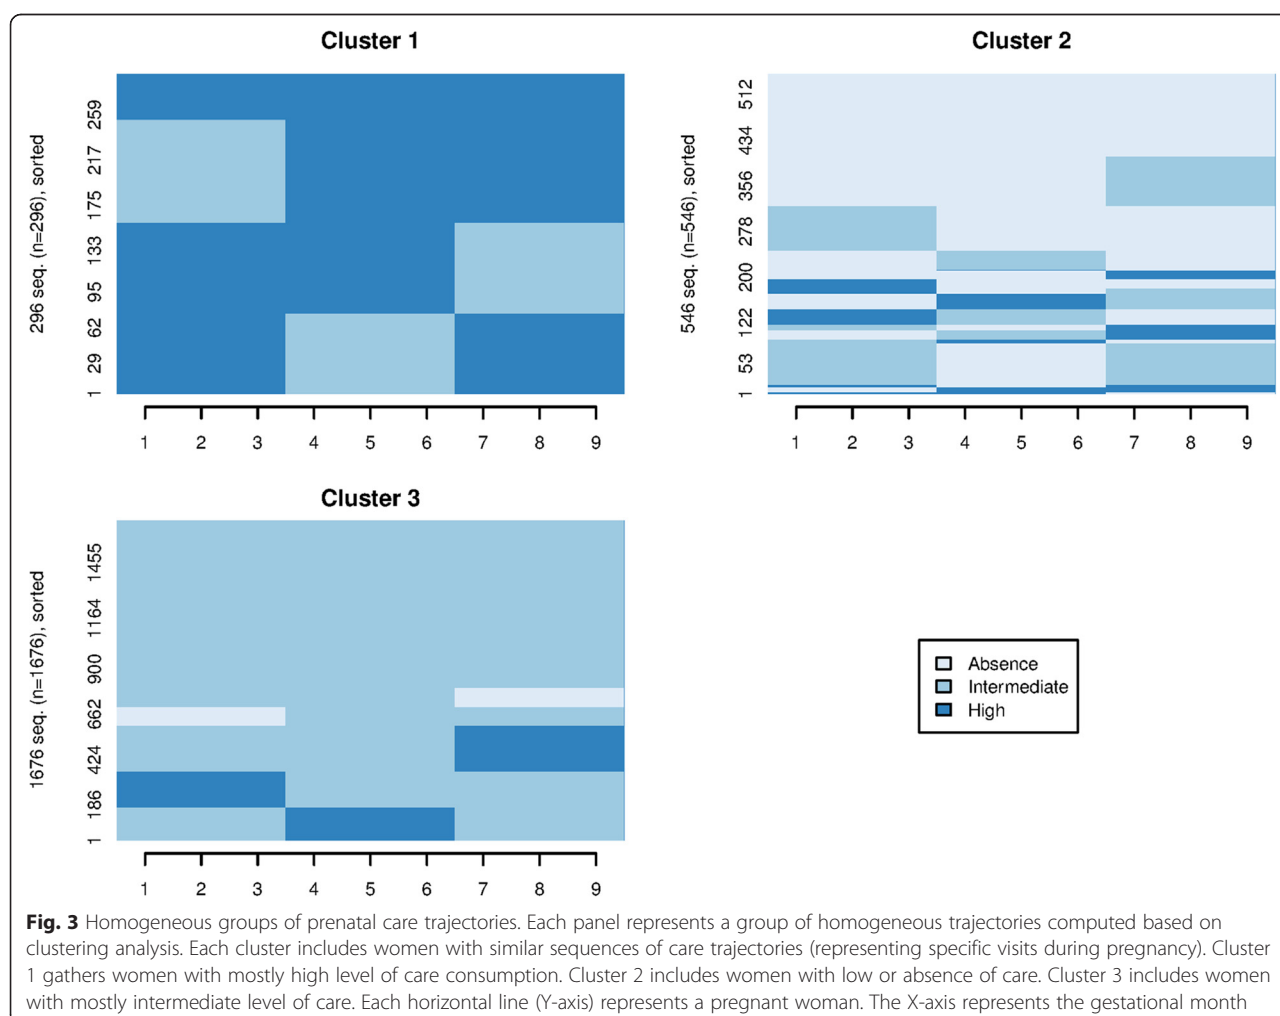 Cluster 1
296 seq. (n=296), sorted
259
217
175
133
95
62
29
1
1 2 3 4 5 6 7 8 9
Cluster 2
546 seq. (n=546), sorted
512
434
356
278
200
122
53
1
1 2 3 4 5 6 7 8 9
Cluster 3
1676 seq. (n=1676), sorted
1455
1164
900
662
424
186
1
1 2 3 4 5 6 7 8 9
Absence
Intermediate
High
Fig. 3 Homogeneous groups of prenatal care trajectories. Each panel represents a group of homogeneous trajectories computed based on
clustering analysis. Each cluster includes women with similar sequences of care trajectories (representing specific visits during pregnancy). Cluster
1 gathers women with mostly high level of care consumption. Cluster 2 includes women with low or absence of care. Cluster 3 includes women
with mostly intermediate level of care. Each horizontal line (Y-axis) represents a pregnant woman. The X-axis represents the gestational month